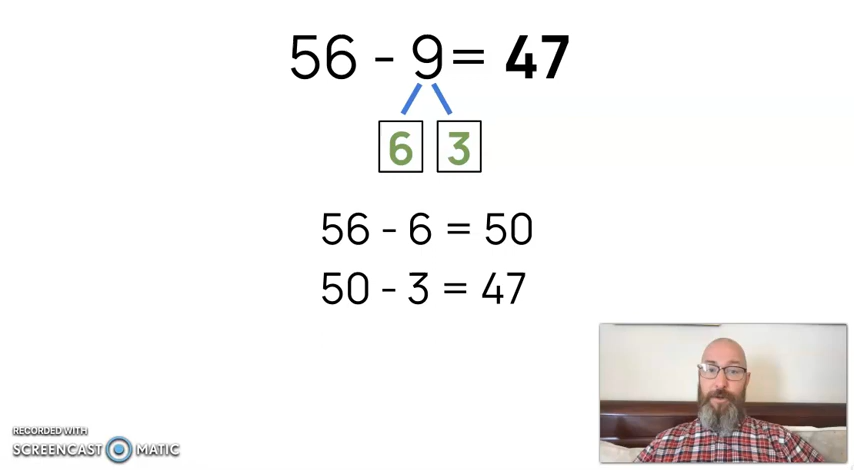 56 - 9 = 47
6 3
56 - 6 = 50
50 - 3 = 47
RECORDED WITH
SCREENCAST MATIC